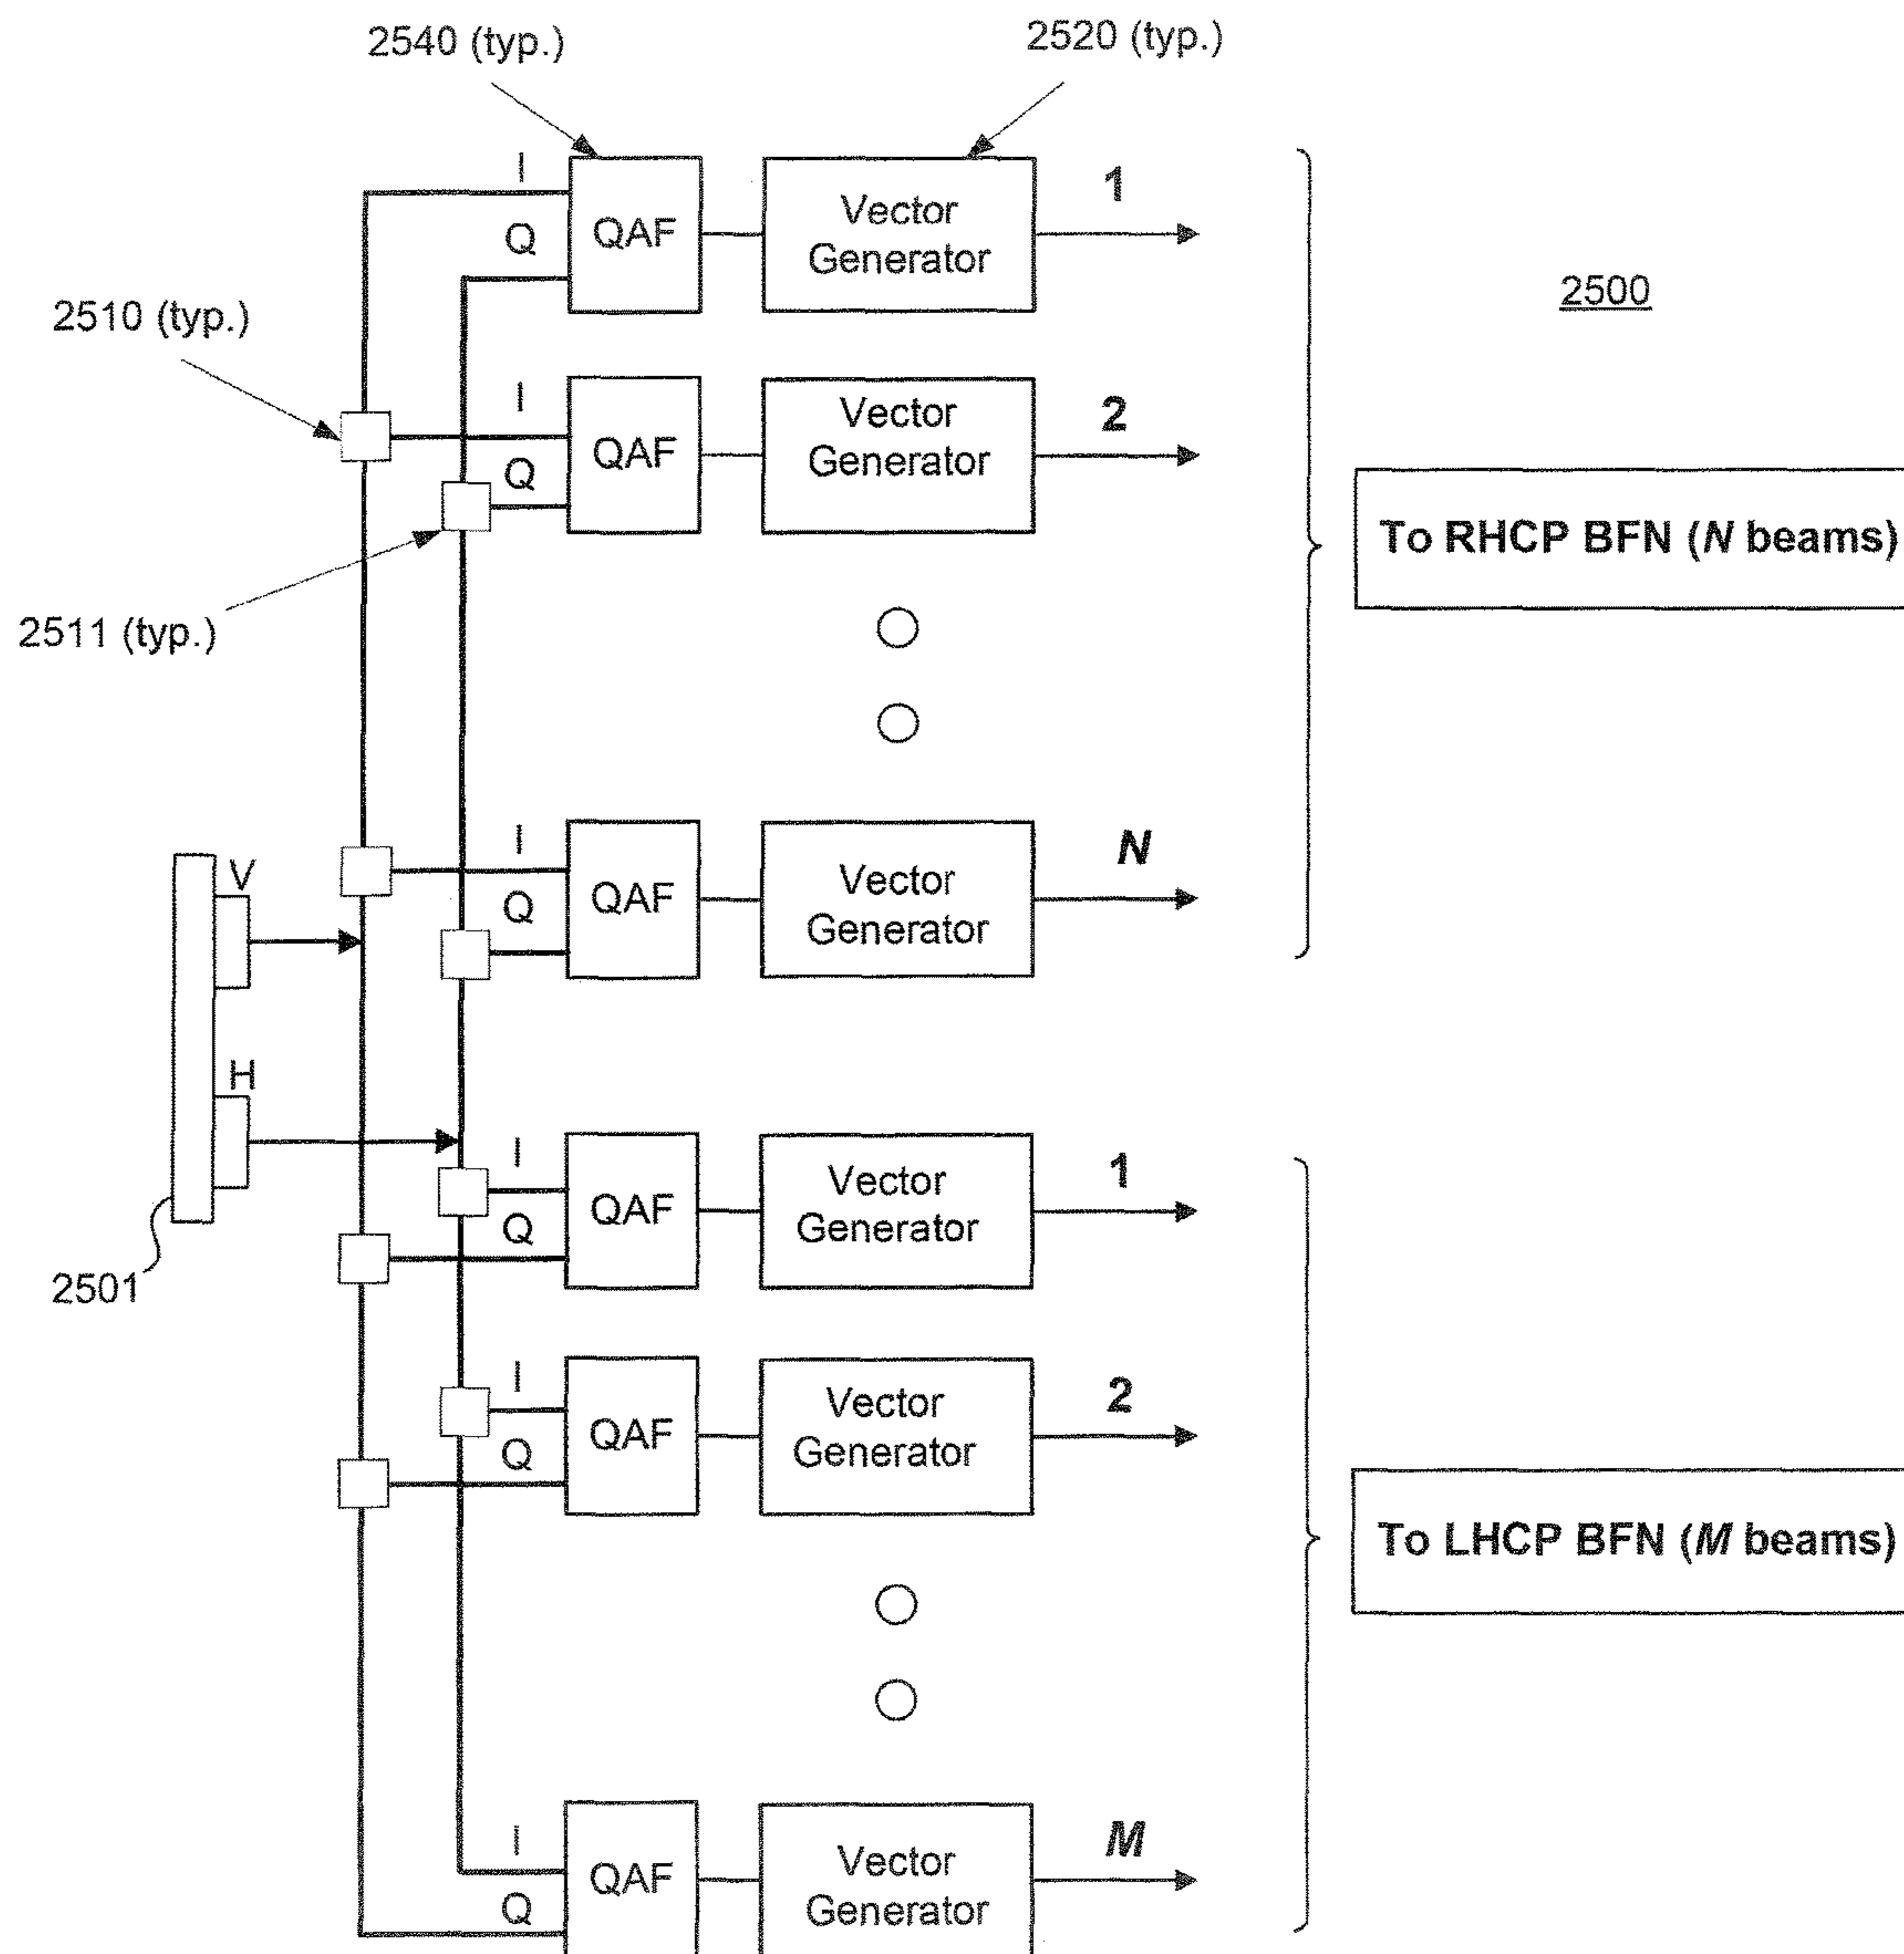 2540 (typ.)
2520 (typ.)
I
Q
QAF
Vector
Generator
1
2500
2510 (typ.)
I
Q
QAF
Vector
Generator
2
To RHCP BFN (N beams)
2511 (typ.)
I
Q
QAF
Vector
Generator
N
V
H
I
Q
QAF
Vector
Generator
1
2501
I
Q
QAF
Vector
Generator
2
To LHCP BFN (M beams)
I
Q
QAF
Vector
Generator
M